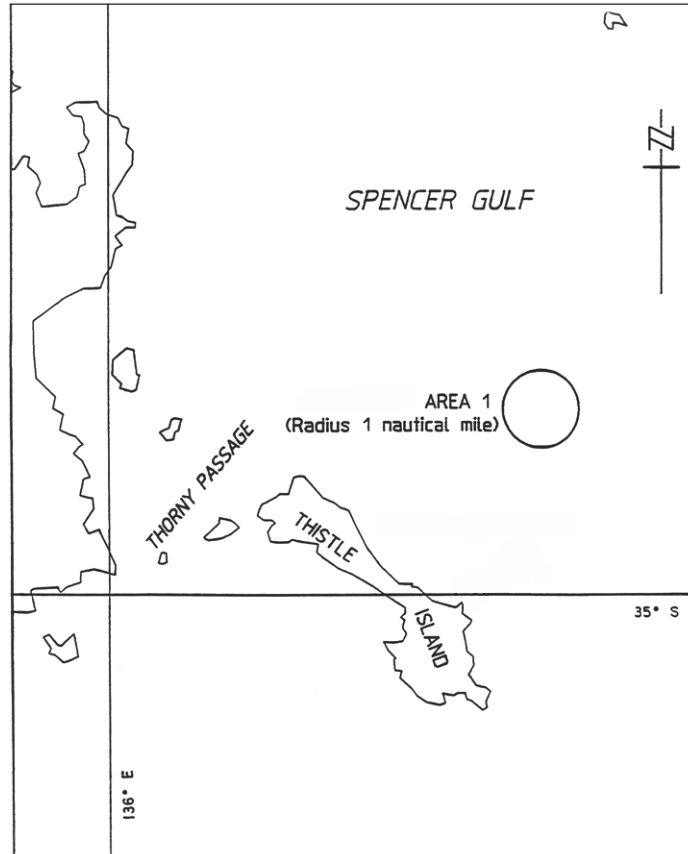 SPENCER GULF
N
AREA 1
(Radius 1 nautical mile)
THORNY PASSAGE
THISTLE
ISLAND
35° S
136° E